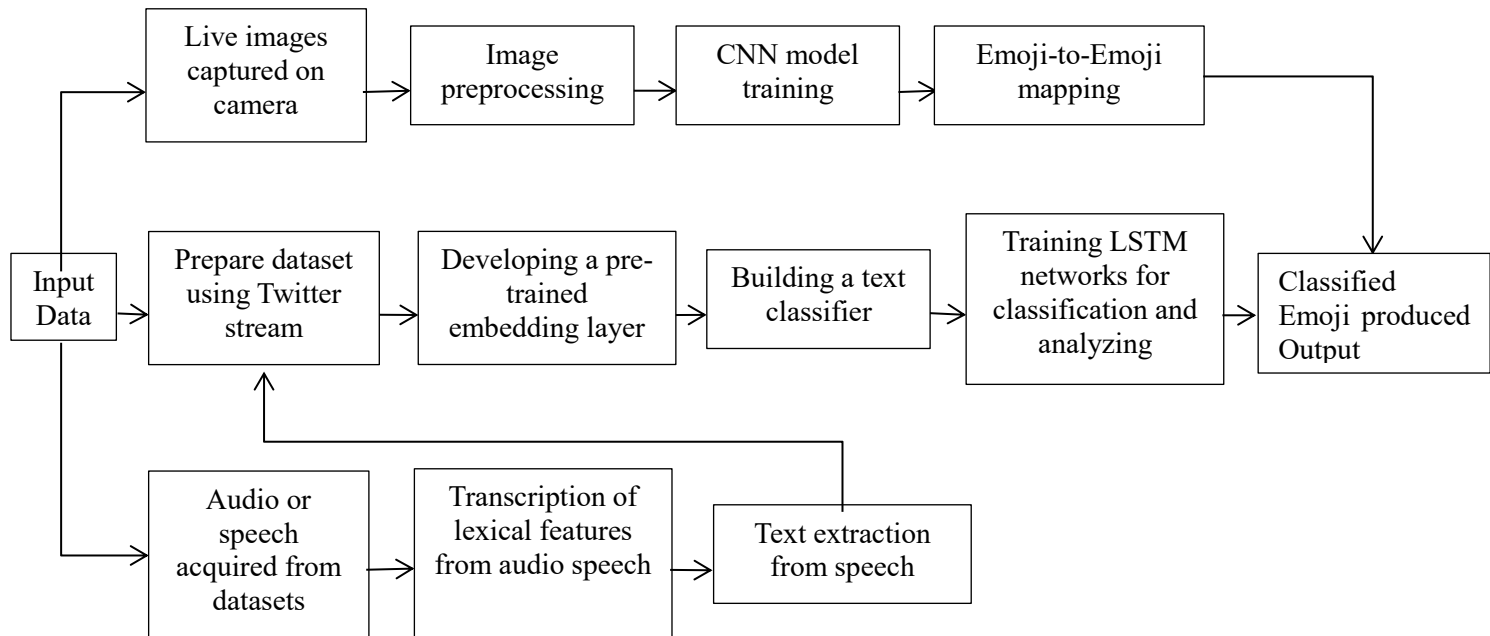 Live images
captured on
camera
Image
preprocessing
CNN model
training
Emoji-to-Emoji
mapping
Input
Data
Prepare dataset
using Twitter
stream
Developing a pre-
trained
embedding layer
Building a text
classifier
Training LSTM
networks for
classification and
analyzing
Classified
Emoji produced
Output
Audio or
speech
acquired from
datasets
Transcription of
lexical features
from audio speech
Text extraction
from speech